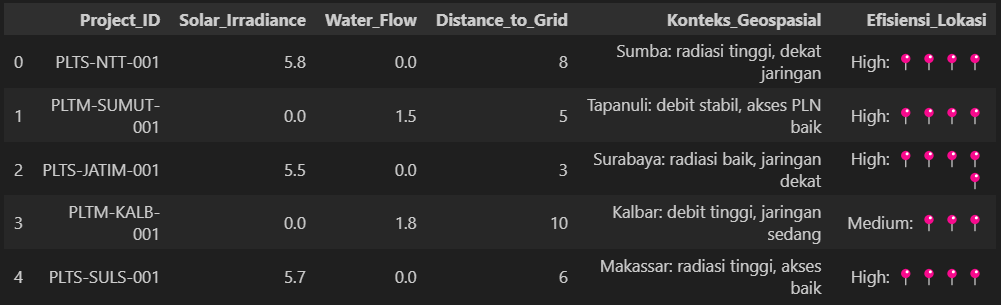 Project_ID Solar_Irradiance Water_Flow Distance_to_Grid Konteks_Geospasial Efisiensi_Lokasi
0 PLTS-NTT-001 5.8 0.0 8 Sumba: radiasi tinggi, dekat jaringan High: 📍 📍 📍 📍
1 PLTM-SUMUT-001 0.0 1.5 5 Tapanuli: debit stabil, akses PLN baik High: 📍 📍 📍 📍
2 PLTS-JATIM-001 5.5 0.0 3 Surabaya: radiasi baik, jaringan dekat High: 📍 📍 📍 📍 📍
3 PLTM-KALB-001 0.0 1.8 10 Kalbar: debit tinggi, jaringan sedang Medium: 📍 📍 📍
4 PLTS-SULS-001 5.7 0.0 6 Makassar: radiasi tinggi, akses baik High: 📍 📍 📍 📍